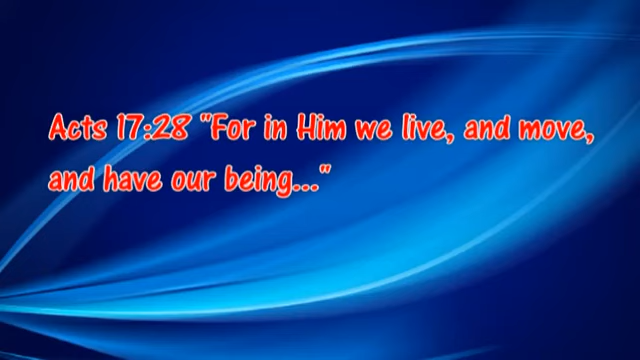 Acts 17:28 "For in Him we live, and move,
and have our being..."